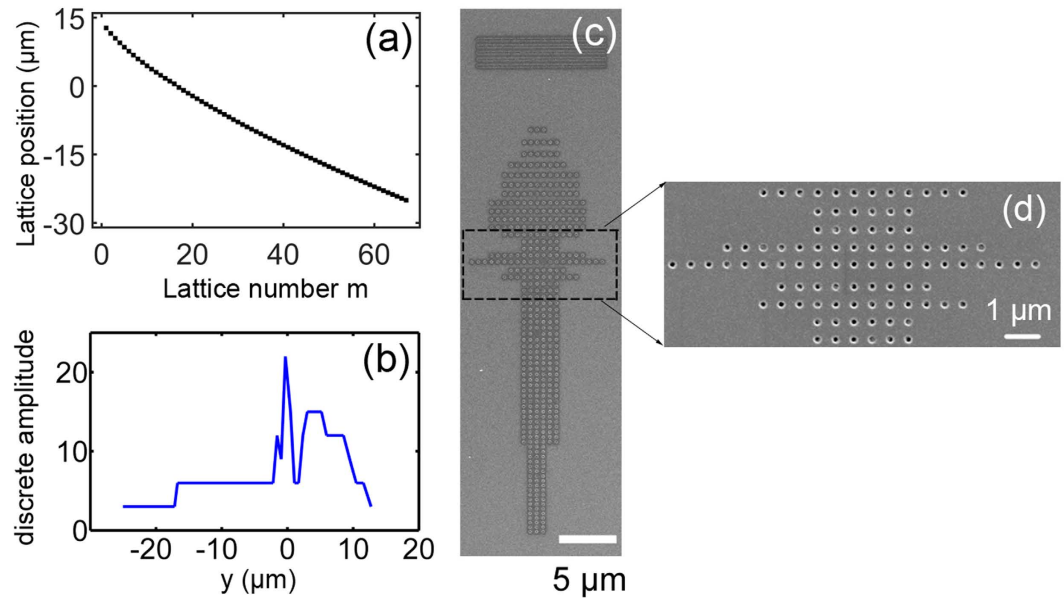 (a)
Lattice position (μm)
15
0
-15
-30
0 20 40 60
Lattice number m
(b)
discrete amplitude
20
10
0
-20 -10 0 10 20
y (μm)
(c)
5 μm
(d)
1 μm